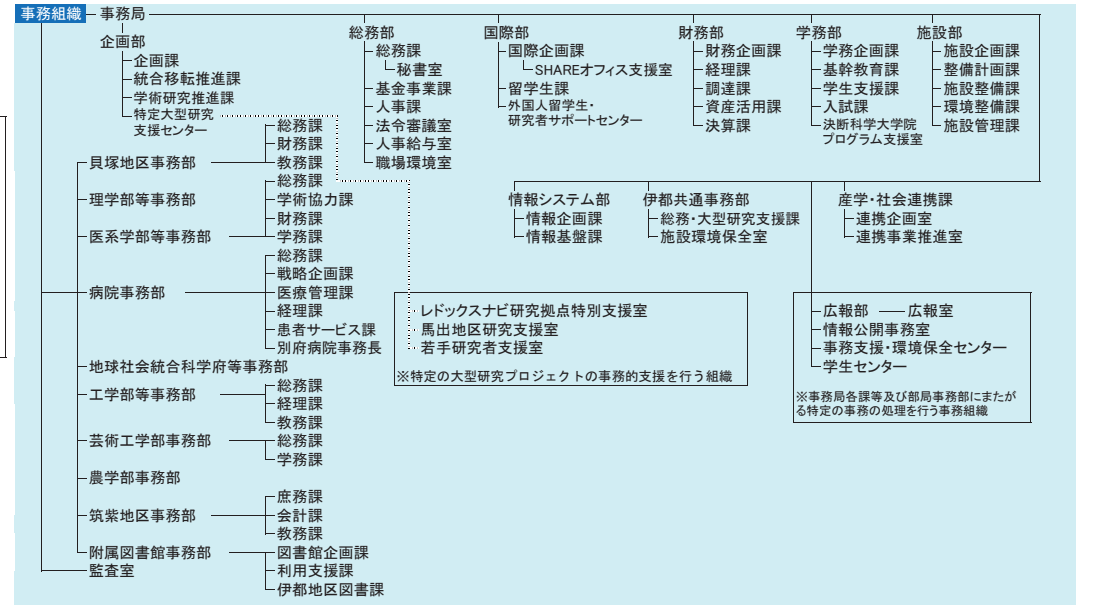 事務組織
事務局
企画部
企画課
統合移転推進課
学術研究推進課
特定大型研究
支援センター
総務部
総務課
秘書室
基金事業課
人事課
法令審議室
人事給与室
職場環境室
国際部
国際企画課
SHAREオフィス支援室
留学生課
外国人留学生・
研究者サポートセンター
財務部
財務企画課
経理課
調達課
資産活用課
決算課
学務部
学務企画課
基幹教育課
学生支援課
入試課
決断科学大学院
プログラム支援室
施設部
施設企画課
整備計画課
施設整備課
環境整備課
施設管理課
情報システム部
情報企画課
情報基盤課
伊都共通事務部
総務・大型研究支援課
施設環境保全室
産学・社会連携課
連携企画室
連携事業推進室
広報部
広報室
情報公開事務室
事務支援・環境保全センター
学生センター
※事務局各課等及び部局事務部にまたが
る特定の事務の処理を行う事務組織
レドックスナビ研究拠点特別支援室
馬出地区研究支援室
若手研究者支援室
※特定の大型研究プロジェクトの事務的支援を行う組織
貝塚地区事務部
総務課
財務課
教務課
理学部等事務部
医系学部等事務部
総務課
学術協力課
財務課
学務課
病院事務部
総務課
戦略企画課
医療管理課
経理課
患者サービス課
別府病院事務長
地球社会統合科学府等事務部
工学部等事務部
総務課
経理課
教務課
芸術工学部事務部
総務課
学務課
農学部事務部
筑紫地区事務部
庶務課
会計課
教務課
附属図書館事務部
図書館企画課
利用支援課
伊都地区図書課
監査室